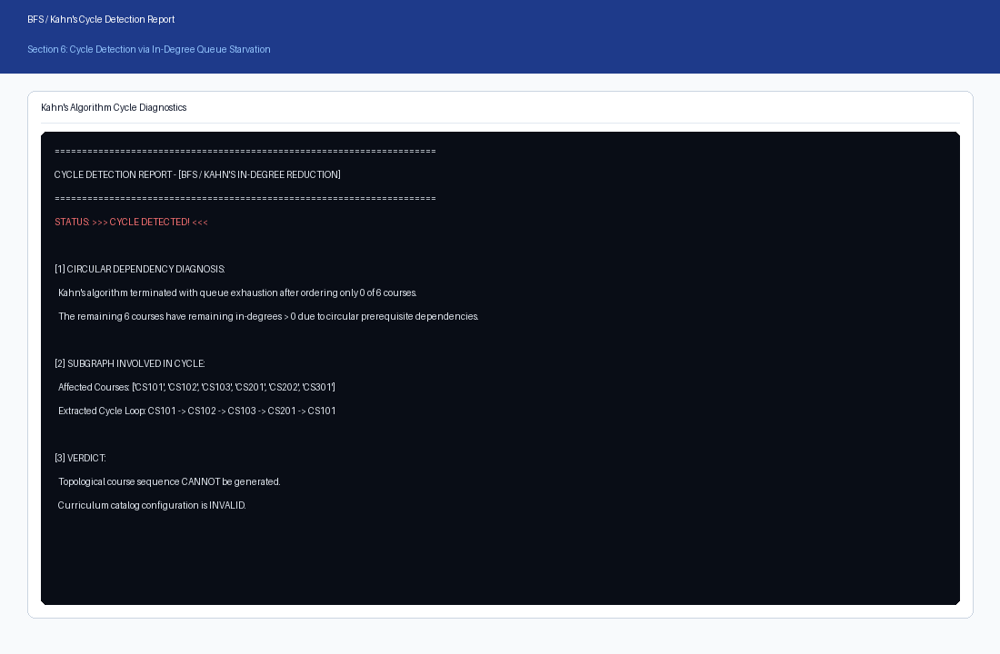 BFS / Kahn's Cycle Detection Report
Section 6: Cycle Detection via In-Degree Queue Starvation
Kahn's Algorithm Cycle Diagnostics
======================================================================
CYCLE DETECTION REPORT - [BFS / KAHN'S IN-DEGREE REDUCTION]
======================================================================
STATUS: >>> CYCLE DETECTED! <<<
[1] CIRCULAR DEPENDENCY DIAGNOSIS:
Kahn's algorithm terminated with queue exhaustion after ordering only 0 of 6 courses.
The remaining 6 courses have remaining in-degrees > 0 due to circular prerequisite dependencies.
[2] SUBGRAPH INVOLVED IN CYCLE:
Affected Courses: ['CS101', 'CS102', 'CS103', 'CS201', 'CS202', 'CS301']
Extracted Cycle Loop: CS101 -> CS102 -> CS103 -> CS201 -> CS101
[3] VERDICT:
Topological course sequence CANNOT be generated.
Curriculum catalog configuration is INVALID.